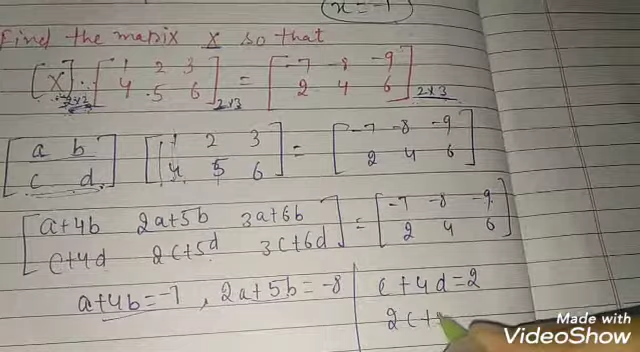 (x = -1)
Find the matrix x so that
[X] [1 2 3 = [-7 -8 -9
4 5 6] 2×3 2 4 6] 2×3
[a b [1 2 3 = [-7 -8 -9
c d] 4 5 6] 2 4 6]
[a+4b 2a+5b 3a+6b = [-7 -8 -9
c+4d 2c+5d 3c+6d] 2 4 6]
a+4b = -7 , 2a+5b = -8 | c+4d = 2
2c+
Made with
VideoShow